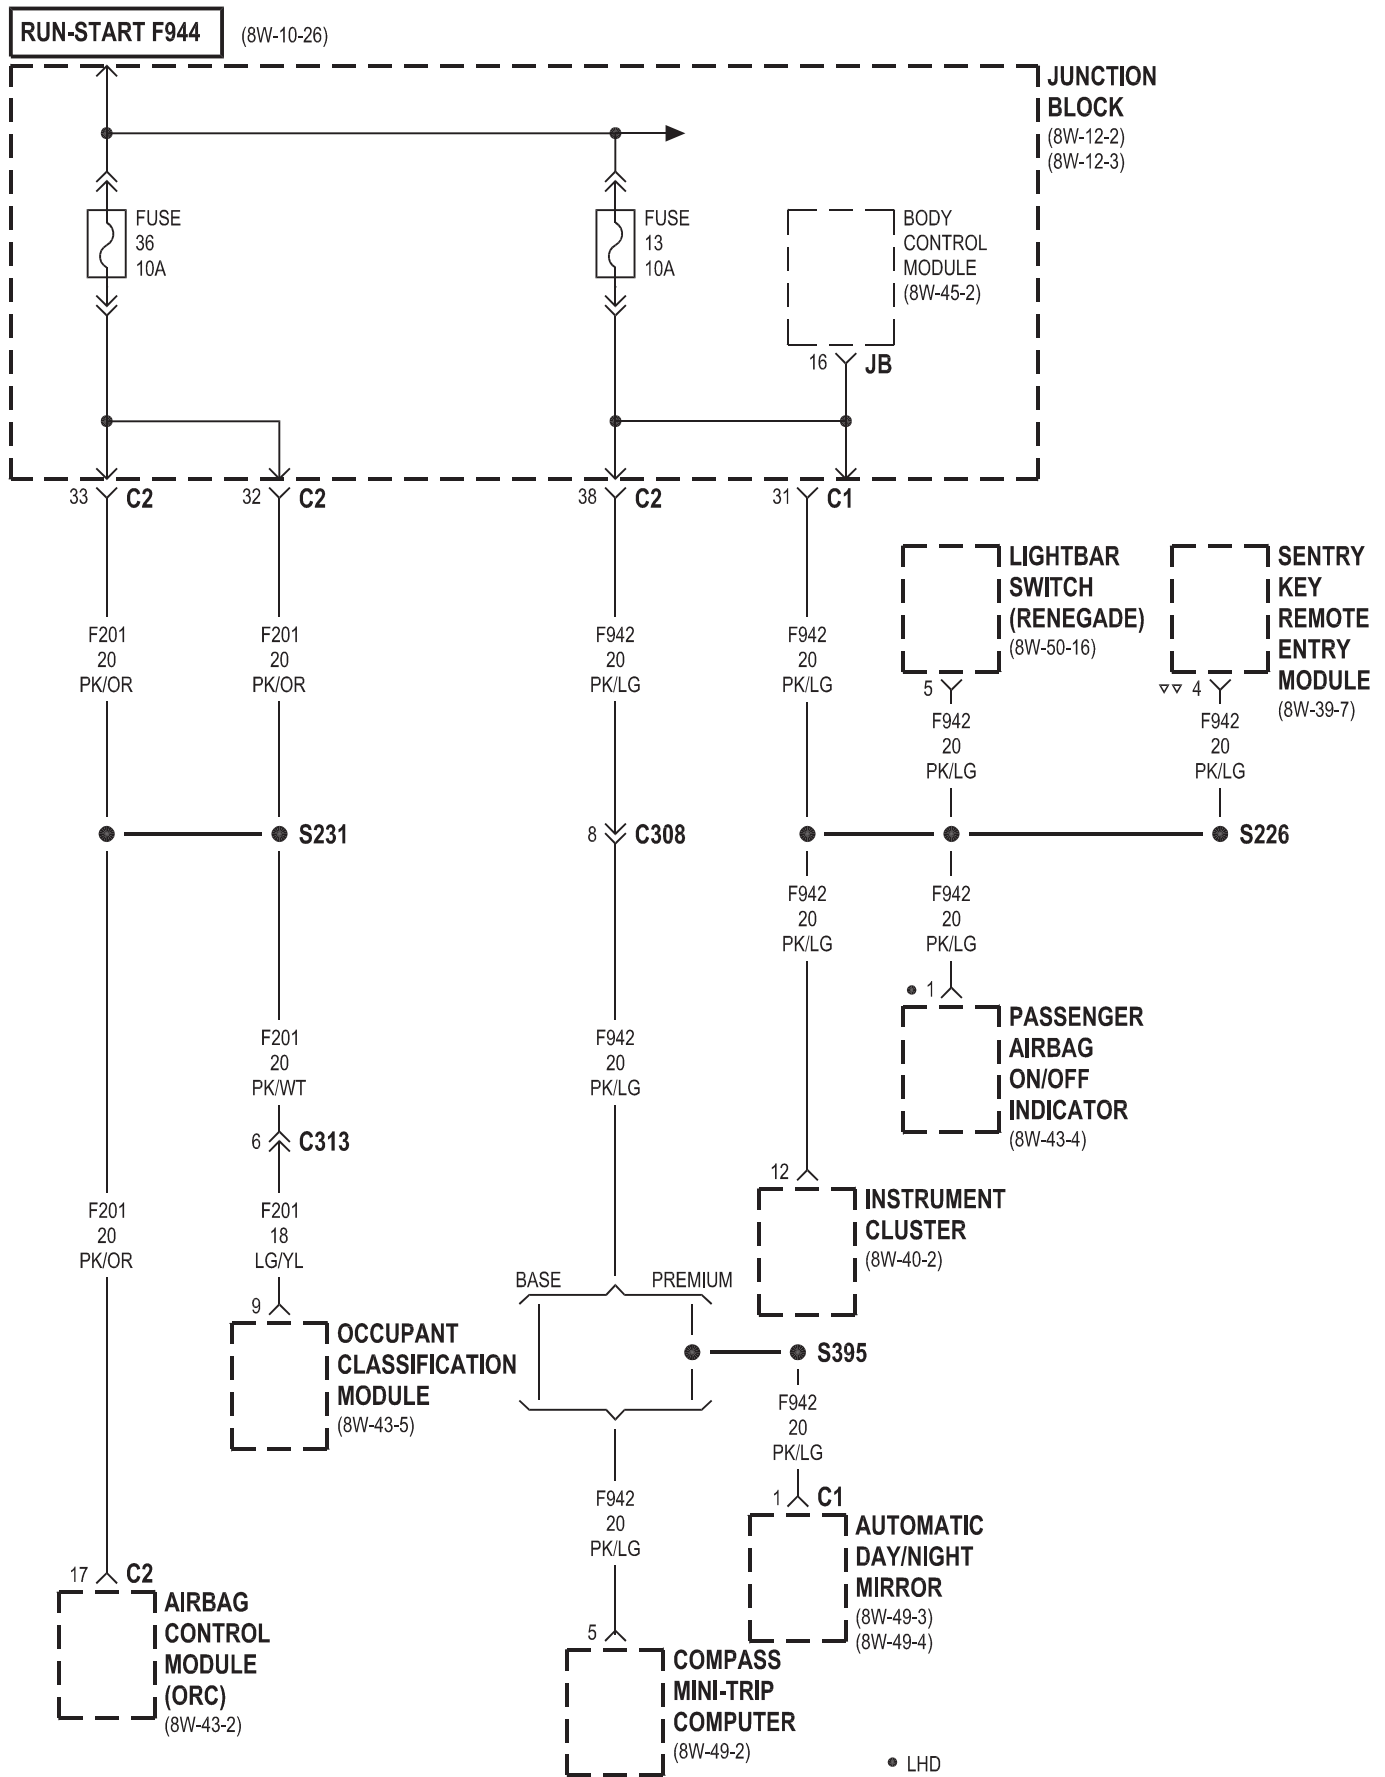 RUN-START F944 (8W-10-26)
JUNCTION
BLOCK
(8W-12-2)
(8W-12-3)
FUSE
36
10A
FUSE
13
10A
BODY
CONTROL
MODULE
(8W-45-2)
16 JB
33 C2
32 C2
38 C2
31 C1
LIGHTBAR
SWITCH
(RENEGADE)
(8W-50-16)
SENTRY
KEY
REMOTE
ENTRY
MODULE
(8W-39-7)
F201
20
PK/OR
F201
20
PK/OR
F942
20
PK/LG
F942
20
PK/LG
5
▽▽ 4
F942
20
PK/LG
F942
20
PK/LG
S231
8 C308
S226
F942
20
PK/LG
F942
20
PK/LG
• 1
PASSENGER
AIRBAG
ON/OFF
INDICATOR
(8W-43-4)
F201
20
PK/WT
F942
20
PK/LG
6 C313
12
INSTRUMENT
CLUSTER
(8W-40-2)
F201
20
PK/OR
F201
18
LG/YL
BASE PREMIUM
9
OCCUPANT
CLASSIFICATION
MODULE
(8W-43-5)
S395
F942
20
PK/LG
F942
20
PK/LG
1 C1
AUTOMATIC
DAY/NIGHT
MIRROR
(8W-49-3)
(8W-49-4)
17 C2
AIRBAG
CONTROL
MODULE
(ORC)
(8W-43-2)
5
COMPASS
MINI-TRIP
COMPUTER
(8W-49-2)
• LHD